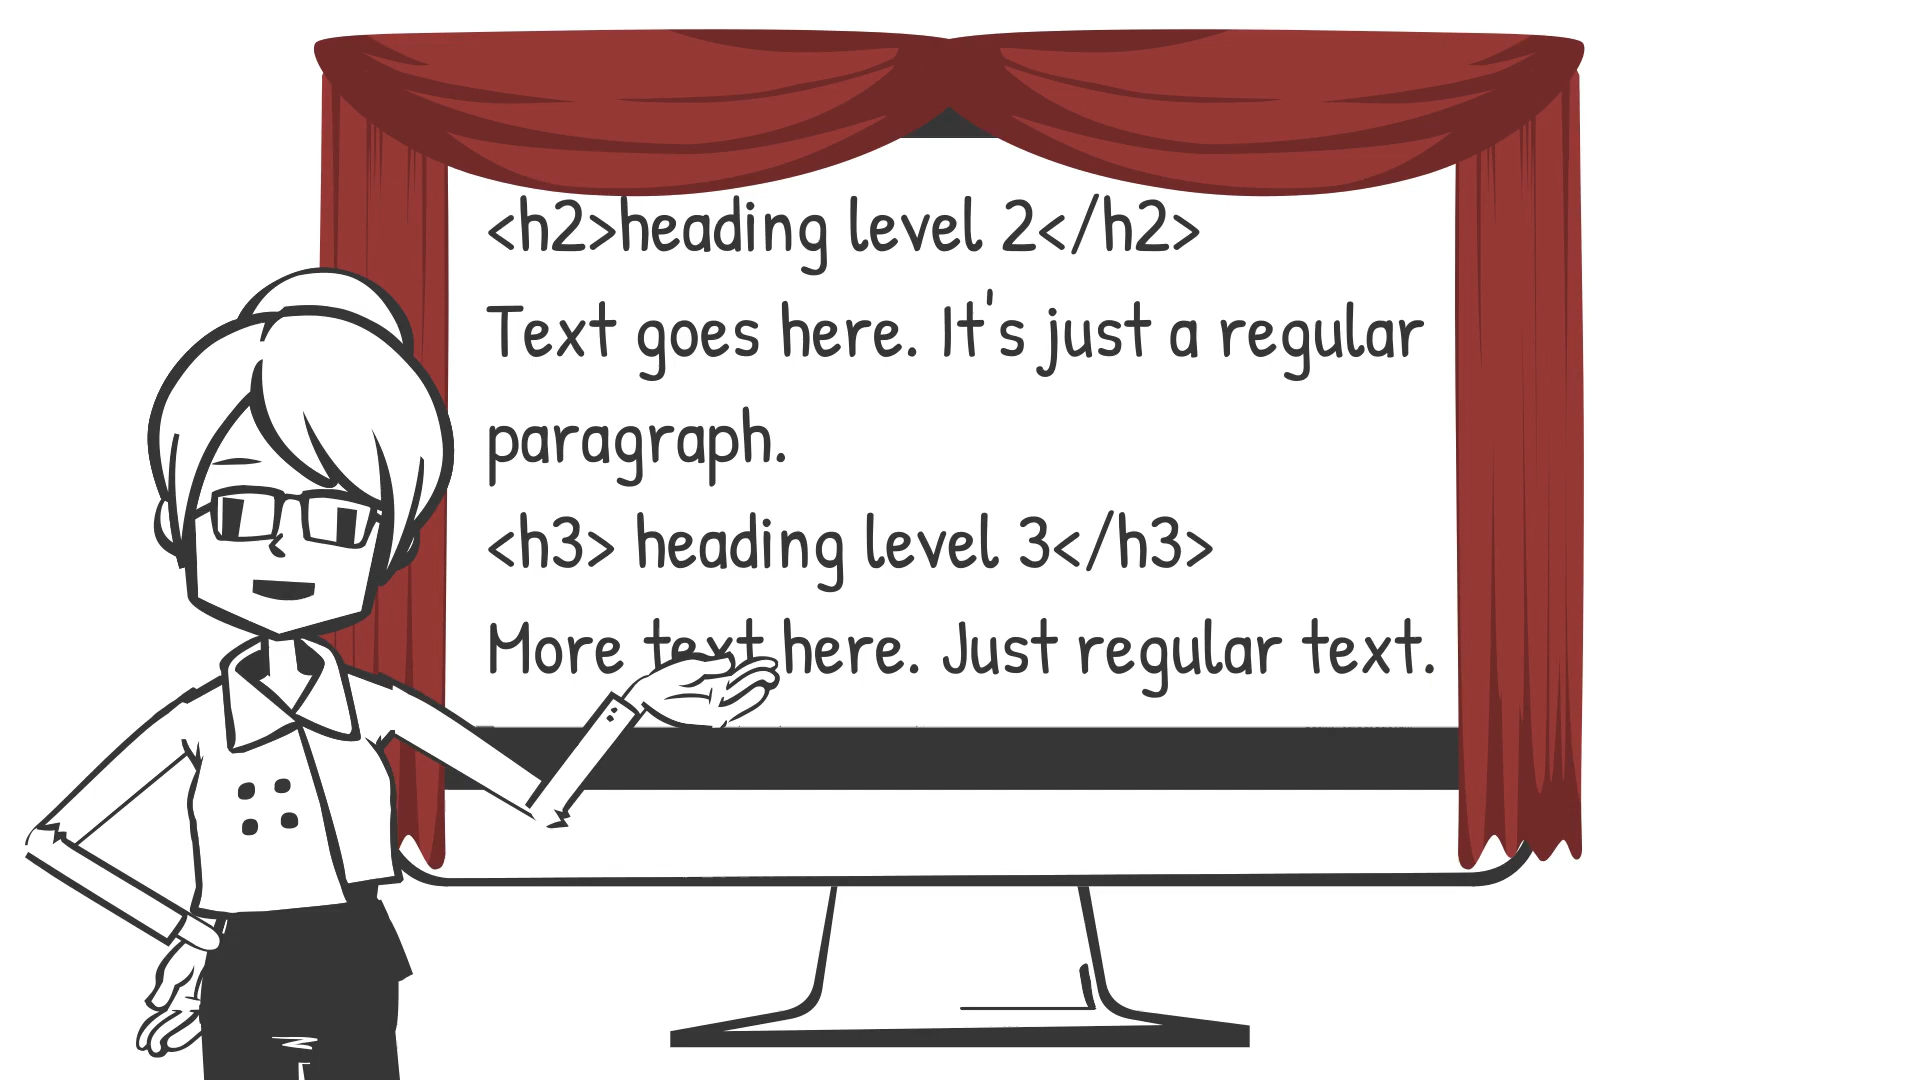 <h2>heading level 2</h2>
Text goes here. It's just a regular
paragraph.
<h3> heading level 3</h3>
More text here. Just regular text.